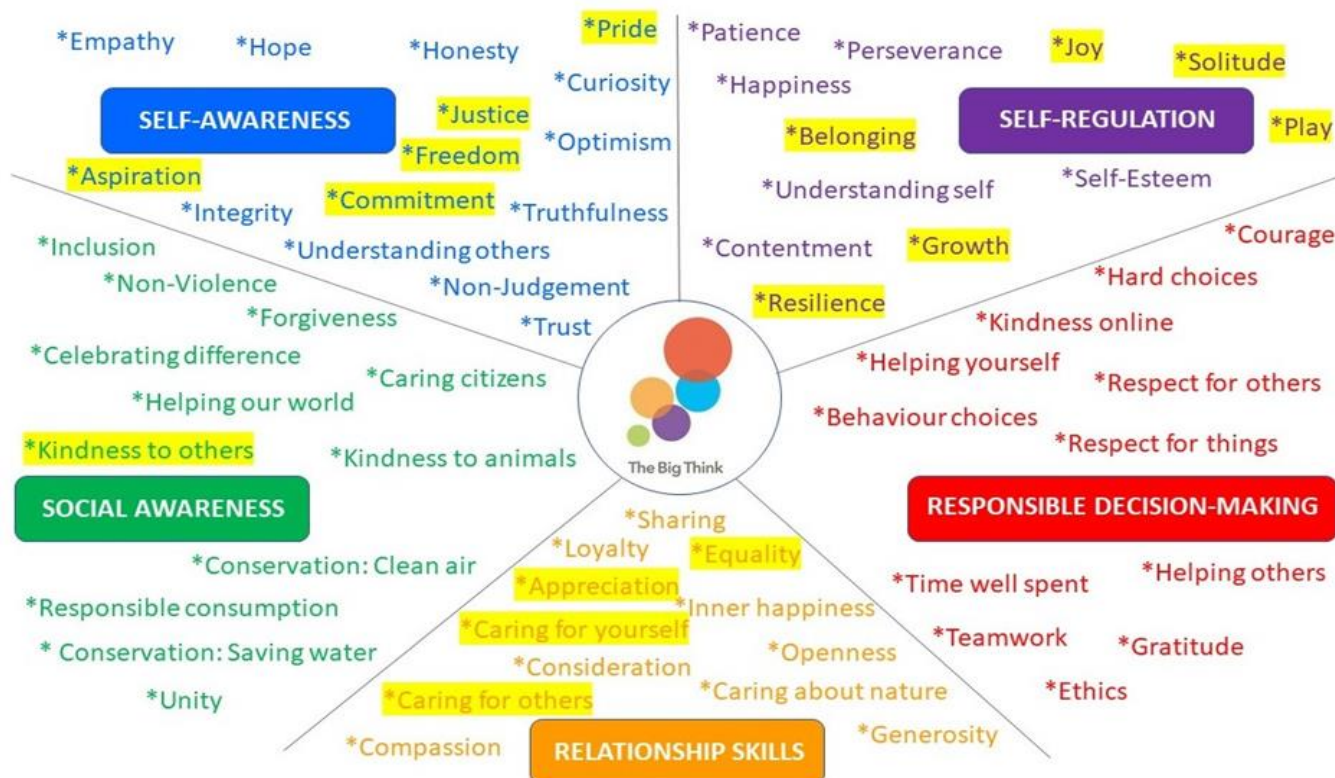 *Empathy
*Hope
*Honesty
*Pride
*Curiosity
SELF-AWARENESS
*Justice
*Optimism
*Freedom
*Aspiration
*Commitment
*Integrity
*Truthfulness
*Understanding others
*Non-Judgement
*Trust
*Patience
*Perseverance
*Joy
*Solitude
*Happiness
SELF-REGULATION
*Play
*Belonging
*Understanding self
*Self-Esteem
*Contentment
*Growth
*Resilience
*Inclusion
*Non-Violence
*Forgiveness
*Celebrating difference
*Caring citizens
*Helping our world
*Kindness to others
*Kindness to animals
SOCIAL AWARENESS
*Conservation: Clean air
*Responsible consumption
* Conservation: Saving water
*Unity
The Big Think
*Courage
*Hard choices
*Kindness online
*Helping yourself
*Respect for others
*Behaviour choices
*Respect for things
RESPONSIBLE DECISION-MAKING
*Helping others
*Time well spent
*Teamwork
*Gratitude
*Ethics
*Sharing
*Loyalty
*Equality
*Appreciation
*Inner happiness
*Caring for yourself
*Consideration
*Openness
*Caring for others
*Caring about nature
*Generosity
*Compassion
RELATIONSHIP SKILLS